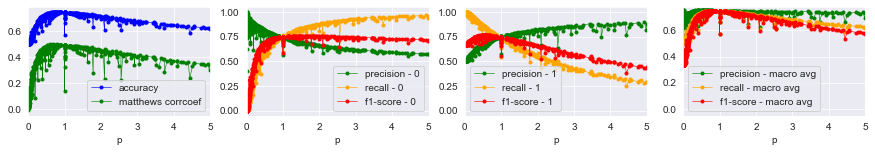 0.6
0.4
0.2
0.0
accuracy
matthews corrcoef
0 1 2 3 4 5
p
1.00
0.75
0.50
0.25
0.00
precision - 0
recall - 0
f1-score - 0
0 1 2 3 4 5
p
1.00
0.75
0.50
0.25
0.00
precision - 1
recall - 1
f1-score - 1
0 1 2 3 4 5
p
0.6
0.4
0.2
0.0
precision - macro avg
recall - macro avg
f1-score - macro avg
0 1 2 3 4 5
p